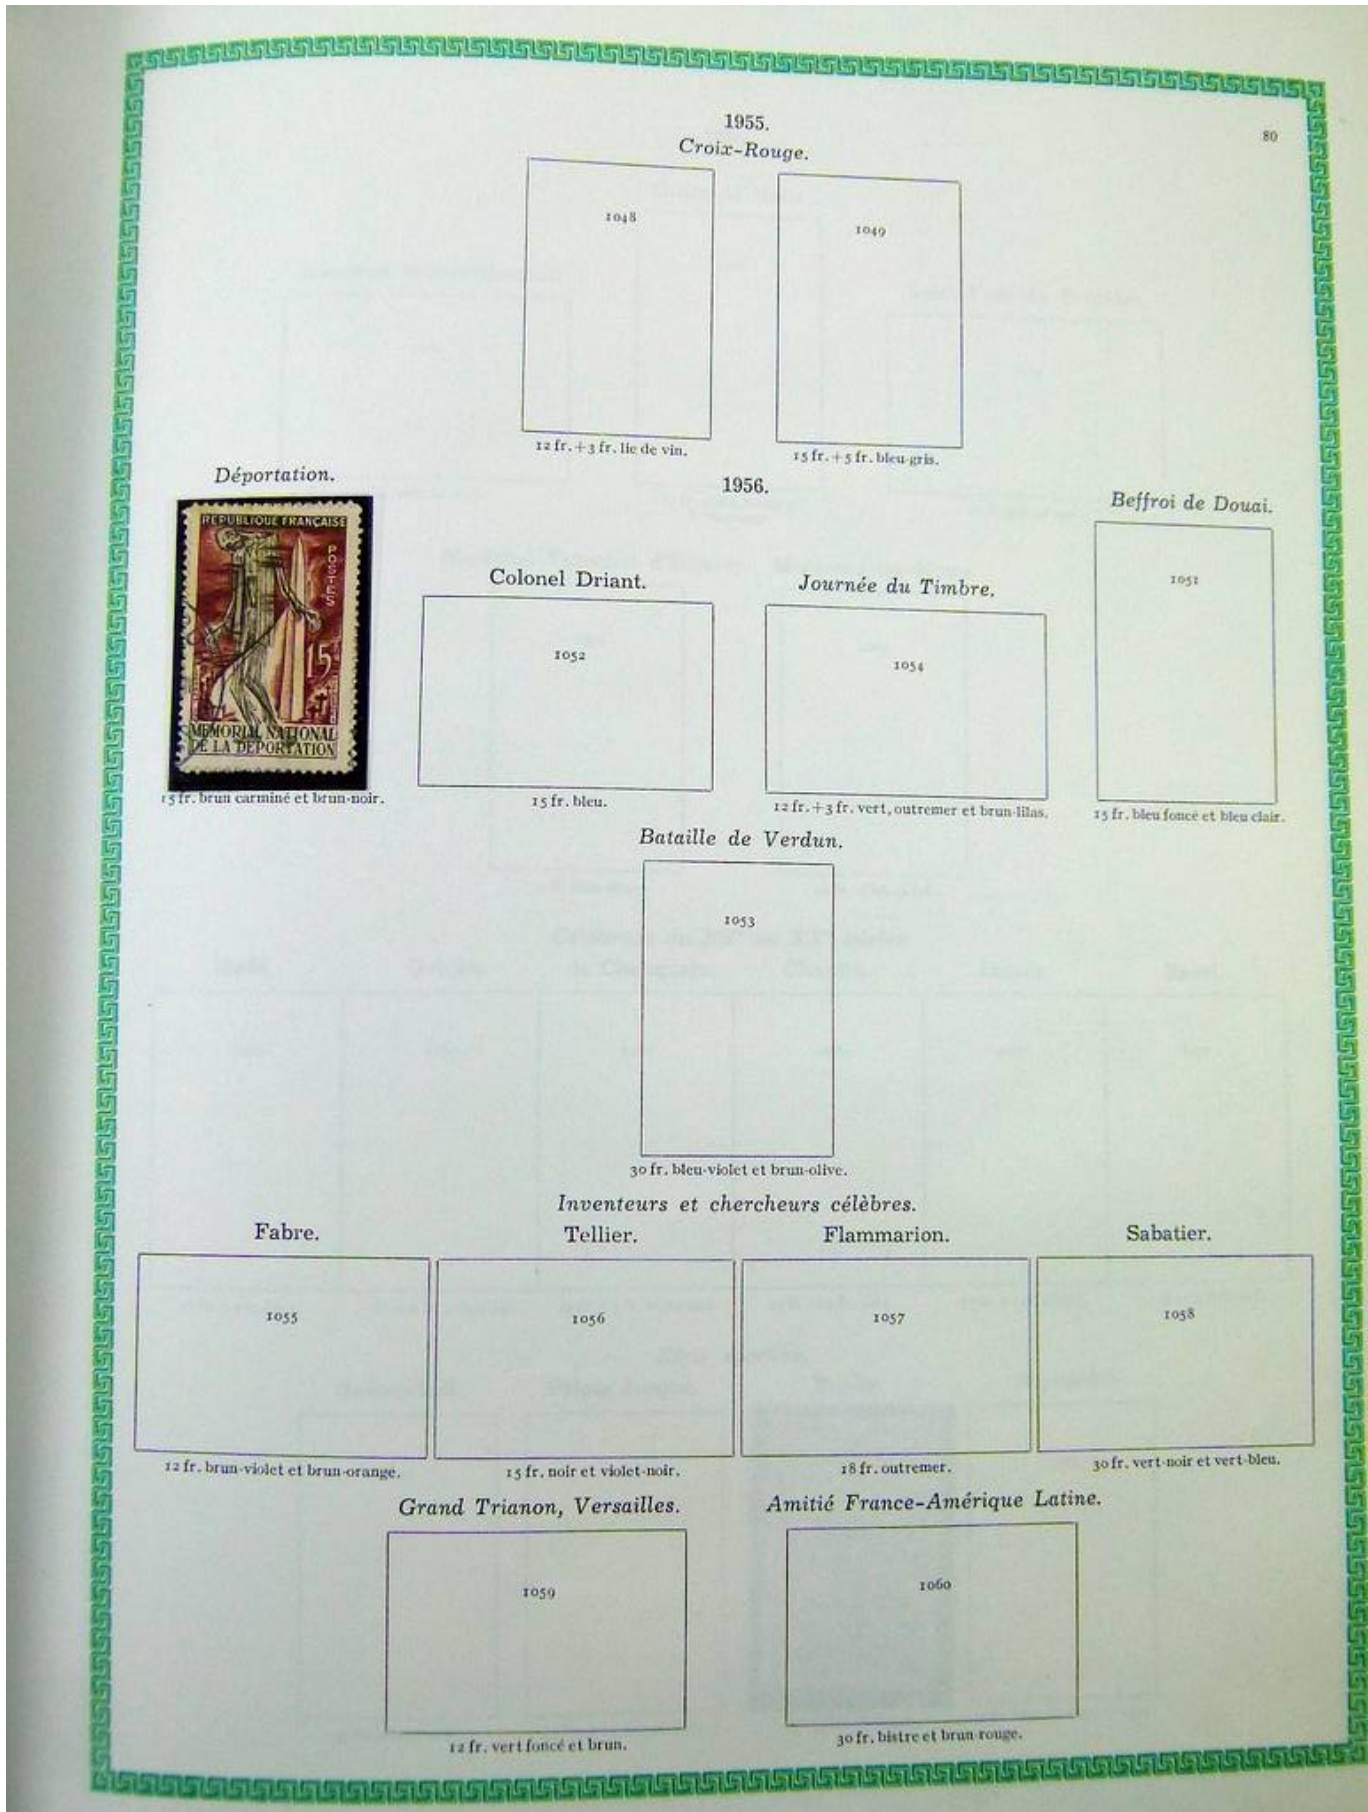 80
1955.
Croix-Rouge.
1048
1049
12 fr.+3 fr. lie de vin.
15 fr.+5 fr. bleu-gris.
Déportation.
1956.
Beffroi de Douai.
REPUBLIQUE FRANÇAISE
POSTES
15F
MEMORIAL NATIONAL
DE LA DEPORTATION
15 fr. brun carminé et brun-noir.
Colonel Driant.
1052
15 fr. bleu.
Journée du Timbre.
1054
12 fr.+3 fr. vert, outremer et brun-lilas.
1051
15 fr. bleu foncé et bleu clair.
Bataille de Verdun.
1053
30 fr. bleu-violet et brun-olive.
Inventeurs et chercheurs célèbres.
Fabre. Tellier. Flammarion. Sabatier.
1055 1056 1057 1058
12 fr. brun-violet et brun-orange. 15 fr. noir et violet-noir. 18 fr. outremer. 30 fr. vert-noir et vert-bleu.
Grand Trianon, Versailles. Amitié France-Amérique Latine.
1059 1060
12 fr. vert foncé et brun. 30 fr. bistre et brun-rouge.